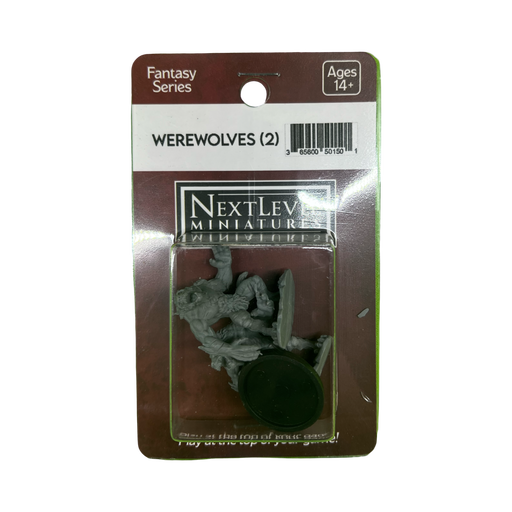 Fantasy
Series
Ages
14+
WEREWOLVES (2)
3 65600 50150 1
NEXTLEVEL
MINIATURES
Play at the top of your game!